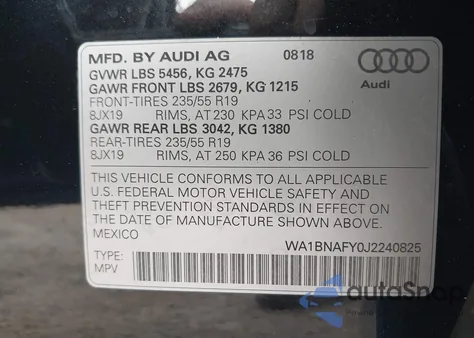 MFD. BY AUDI AG 0818
GVWR LBS 5456, KG 2475
GAWR FRONT LBS 2679, KG 1215
FRONT-TIRES 235/55 R19
8JX19 RIMS, AT 230 KPA 33 PSI COLD
GAWR REAR LBS 3042, KG 1380
REAR-TIRES 235/55 R19
8JX19 RIMS, AT 250 KPA 36 PSI COLD
Audi
THIS VEHICLE CONFORMS TO ALL APPLICABLE
U.S. FEDERAL MOTOR VEHICLE SAFETY AND
THEFT PREVENTION STANDARDS IN EFFECT ON
THE DATE OF MANUFACTURE SHOWN ABOVE.
MEXICO
WA1BNAFY0J2240825
TYPE:
MPV
autoSnap